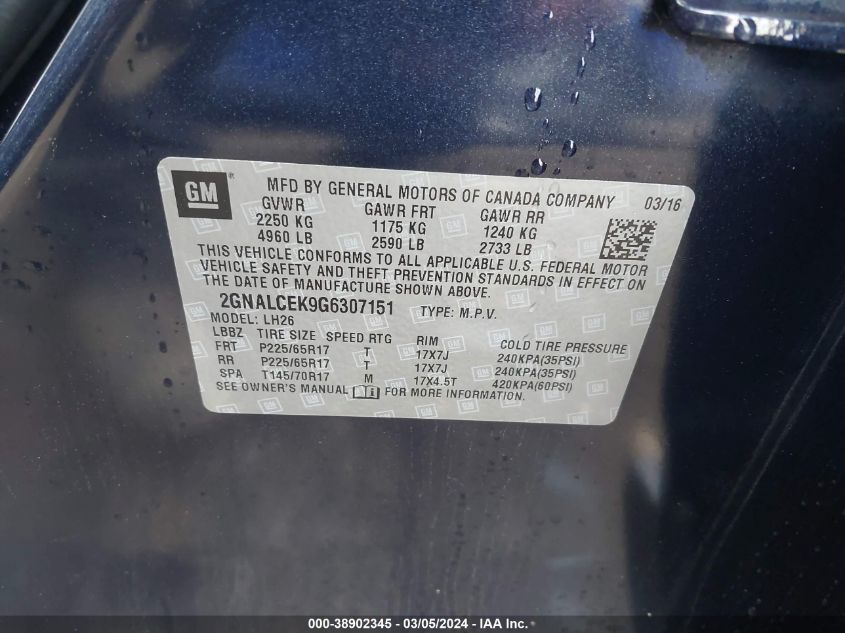 GM ® MFD BY GENERAL MOTORS OF CANADA COMPANY 03/16
GVWR GAWR FRT GAWR RR
2250 KG 1175 KG 1240 KG
4960 LB 2590 LB 2733 LB
THIS VEHICLE CONFORMS TO ALL APPLICABLE U.S. FEDERAL MOTOR
VEHICLE SAFETY AND THEFT PREVENTION STANDARDS IN EFFECT ON
THE DATE OF MANUFACTURE SHOWN ABOVE.
2GNALCEK9G6307151 TYPE: M.P.V.
MODEL: LH26
LBBZ TIRE SIZE SPEED RTG RIM COLD TIRE PRESSURE
FRT P225/65R17 T 17X7J 240KPA(35PSI)
RR P225/65R17 T 17X7J 240KPA(35PSI)
SPA T145/70R17 M 17X4.5T 420KPA(60PSI)
SEE OWNER'S MANUAL FOR MORE INFORMATION.
000-38902345 - 03/05/2024 - IAA Inc.